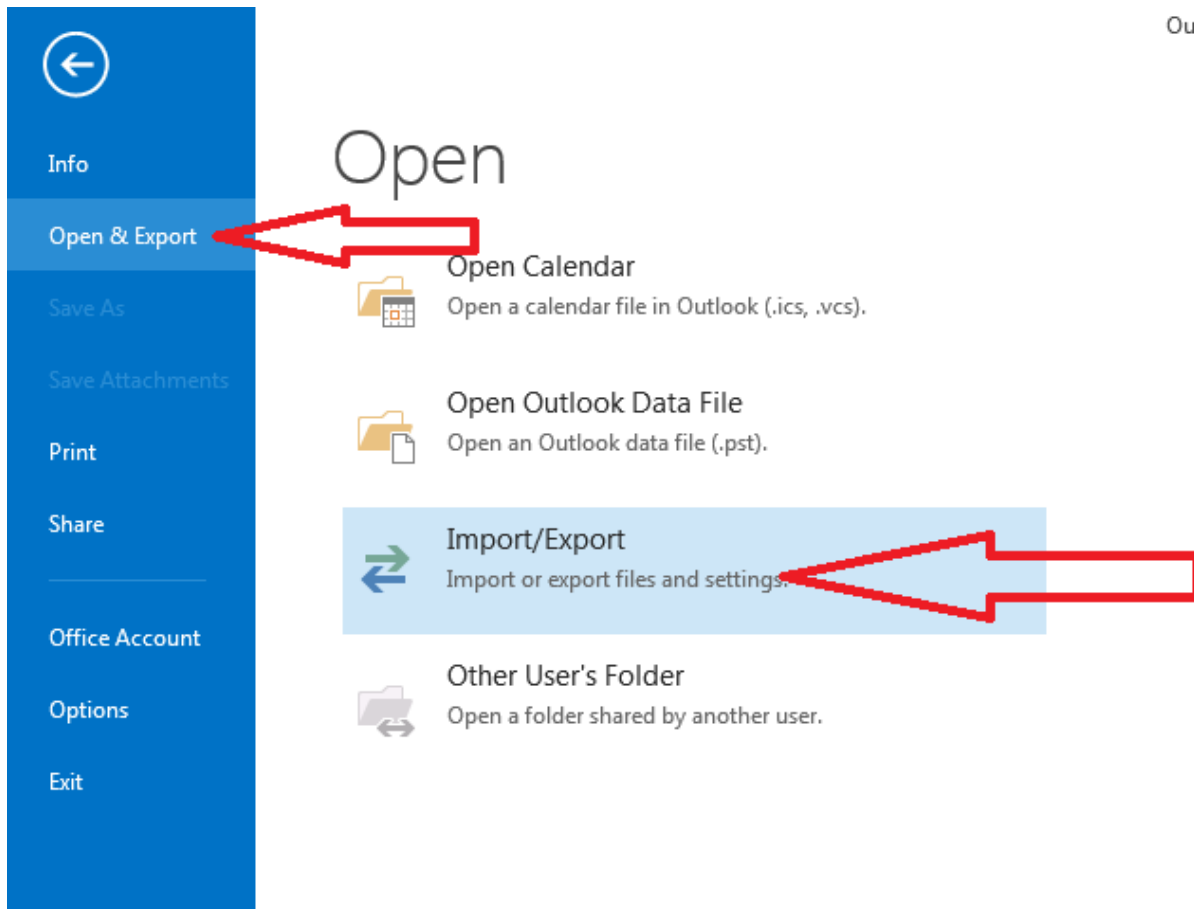 Ou
Info
Open & Export
Save As
Save Attachments
Print
Share
Office Account
Options
Exit
Open
Open Calendar
Open a calendar file in Outlook (.ics, .vcs).
Open Outlook Data File
Open an Outlook data file (.pst).
Import/Export
Import or export files and settings.
Other User's Folder
Open a folder shared by another user.